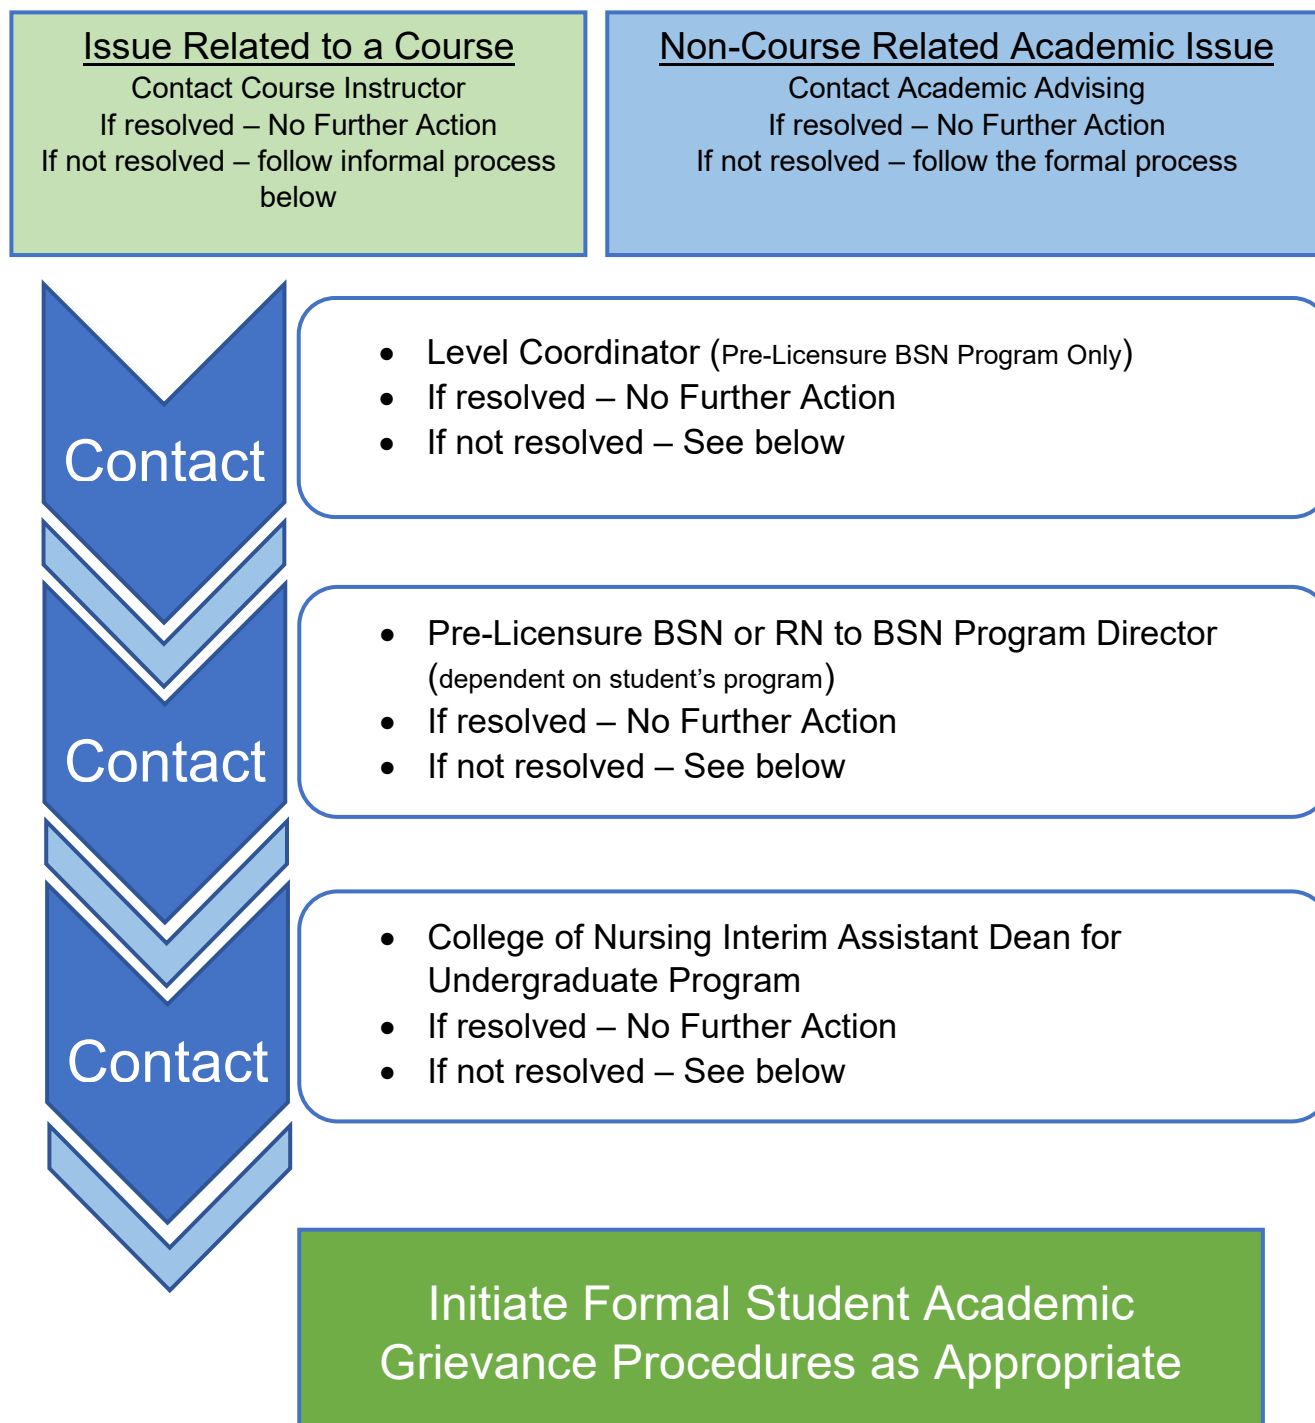 Issue Related to a Course
Contact Course Instructor
If resolved – No Further Action
If not resolved – follow informal process
below
Non-Course Related Academic Issue
Contact Academic Advising
If resolved – No Further Action
If not resolved – follow the formal process
Contact
• Level Coordinator (Pre-Licensure BSN Program Only)
• If resolved – No Further Action
• If not resolved – See below
Contact
• Pre-Licensure BSN or RN to BSN Program Director
(dependent on student’s program)
• If resolved – No Further Action
• If not resolved – See below
Contact
• College of Nursing Interim Assistant Dean for
Undergraduate Program
• If resolved – No Further Action
• If not resolved – See below
Initiate Formal Student Academic
Grievance Procedures as Appropriate